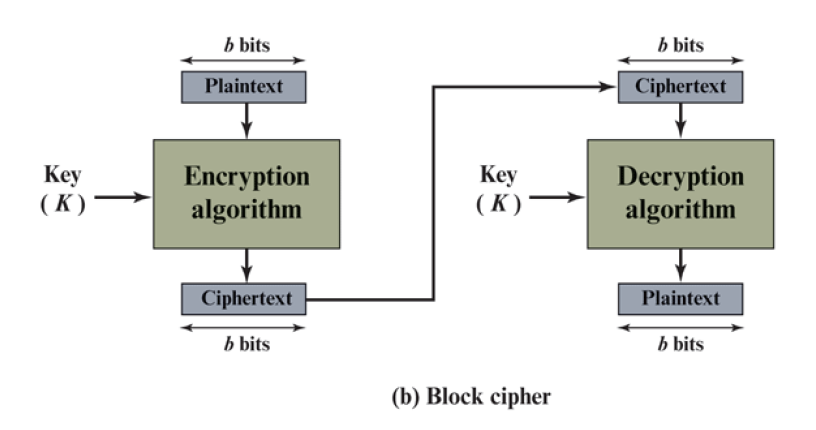 b bits
Plaintext
Key
( K )
Encryption
algorithm
Ciphertext
b bits
b bits
Ciphertext
Key
( K )
Decryption
algorithm
Plaintext
b bits
(b) Block cipher